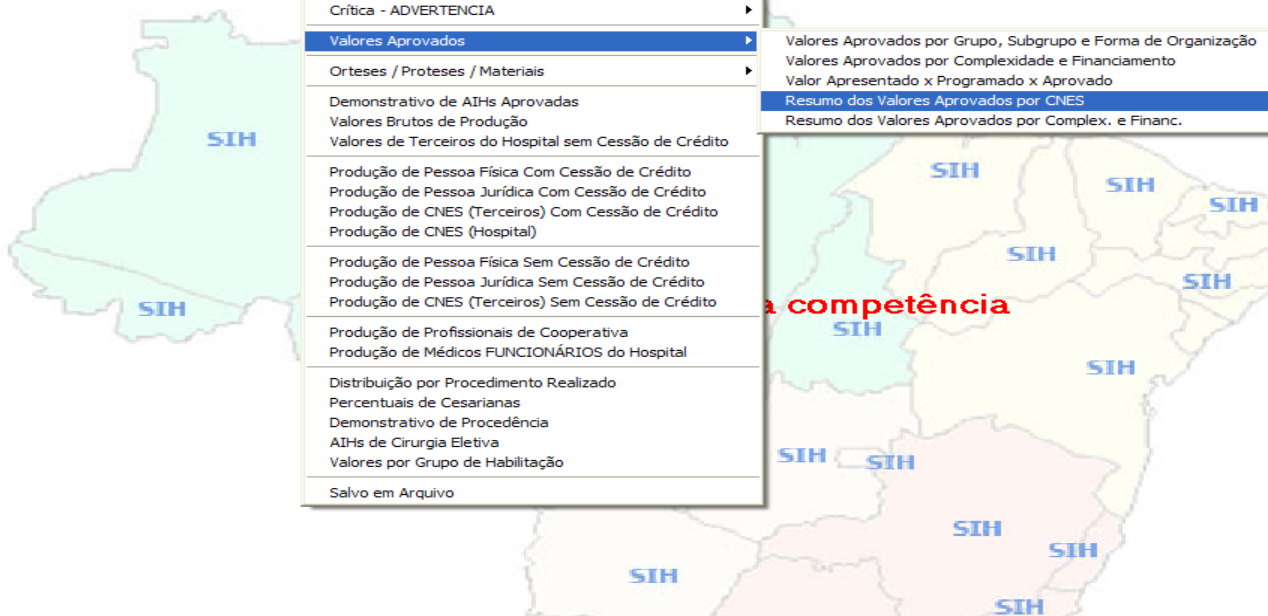 Crítica - ADVERTENCIA
Valores Aprovados
Orteses / Proteses / Materiais
Demonstrativo de AIHs Aprovadas
Valores Brutos de Produção
Valores de Terceiros do Hospital sem Cessão de Crédito
Produção de Pessoa Física Com Cessão de Crédito
Produção de Pessoa Jurídica Com Cessão de Crédito
Produção de CNES (Terceiros) Com Cessão de Crédito
Produção de CNES (Hospital)
Produção de Pessoa Física Sem Cessão de Crédito
Produção de Pessoa Jurídica Sem Cessão de Crédito
Produção de CNES (Terceiros) Sem Cessão de Crédito
Produção de Profissionais de Cooperativa
Produção de Médicos FUNCIONÁRIOS do Hospital
Distribuição por Procedimento Realizado
Percentuais de Cesarianas
Demonstrativo de Procedência
AIHs de Cirurgia Eletiva
Valores por Grupo de Habilitação
Salvo em Arquivo
Valores Aprovados por Grupo, Subgrupo e Forma de Organização
Valores Aprovados por Complexidade e Financiamento
Valor Apresentado x Programado x Aprovado
Resumo dos Valores Aprovados por CNES
Resumo dos Valores Aprovados por Complex. e Financ.
SIH
SIH
SIH
SIH
SIH
SIH
SIH
a competência
SIH
SIH
SIH
SIH
SIH
SIH
SIH
SIH